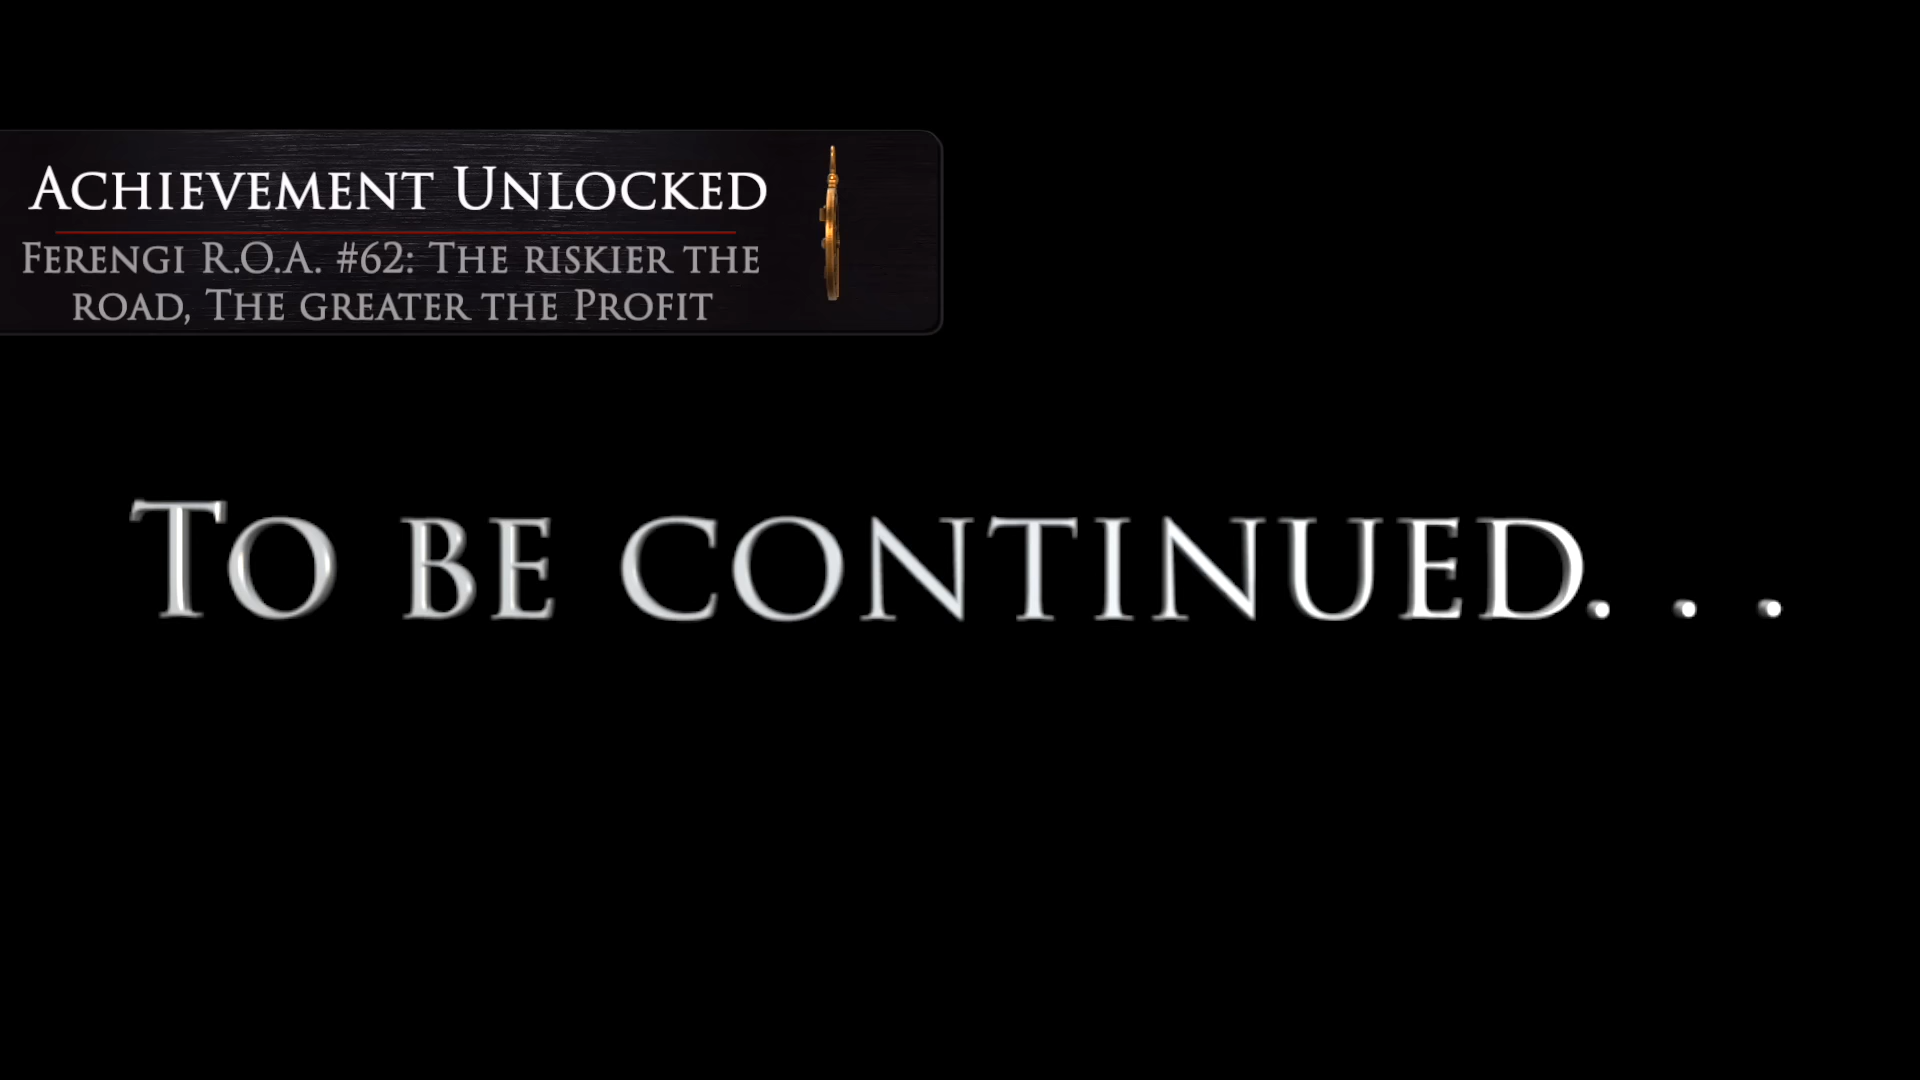 Achievement Unlocked
Ferengi R.O.A. #62: The riskier the
road, The greater the Profit
To be continued. . .